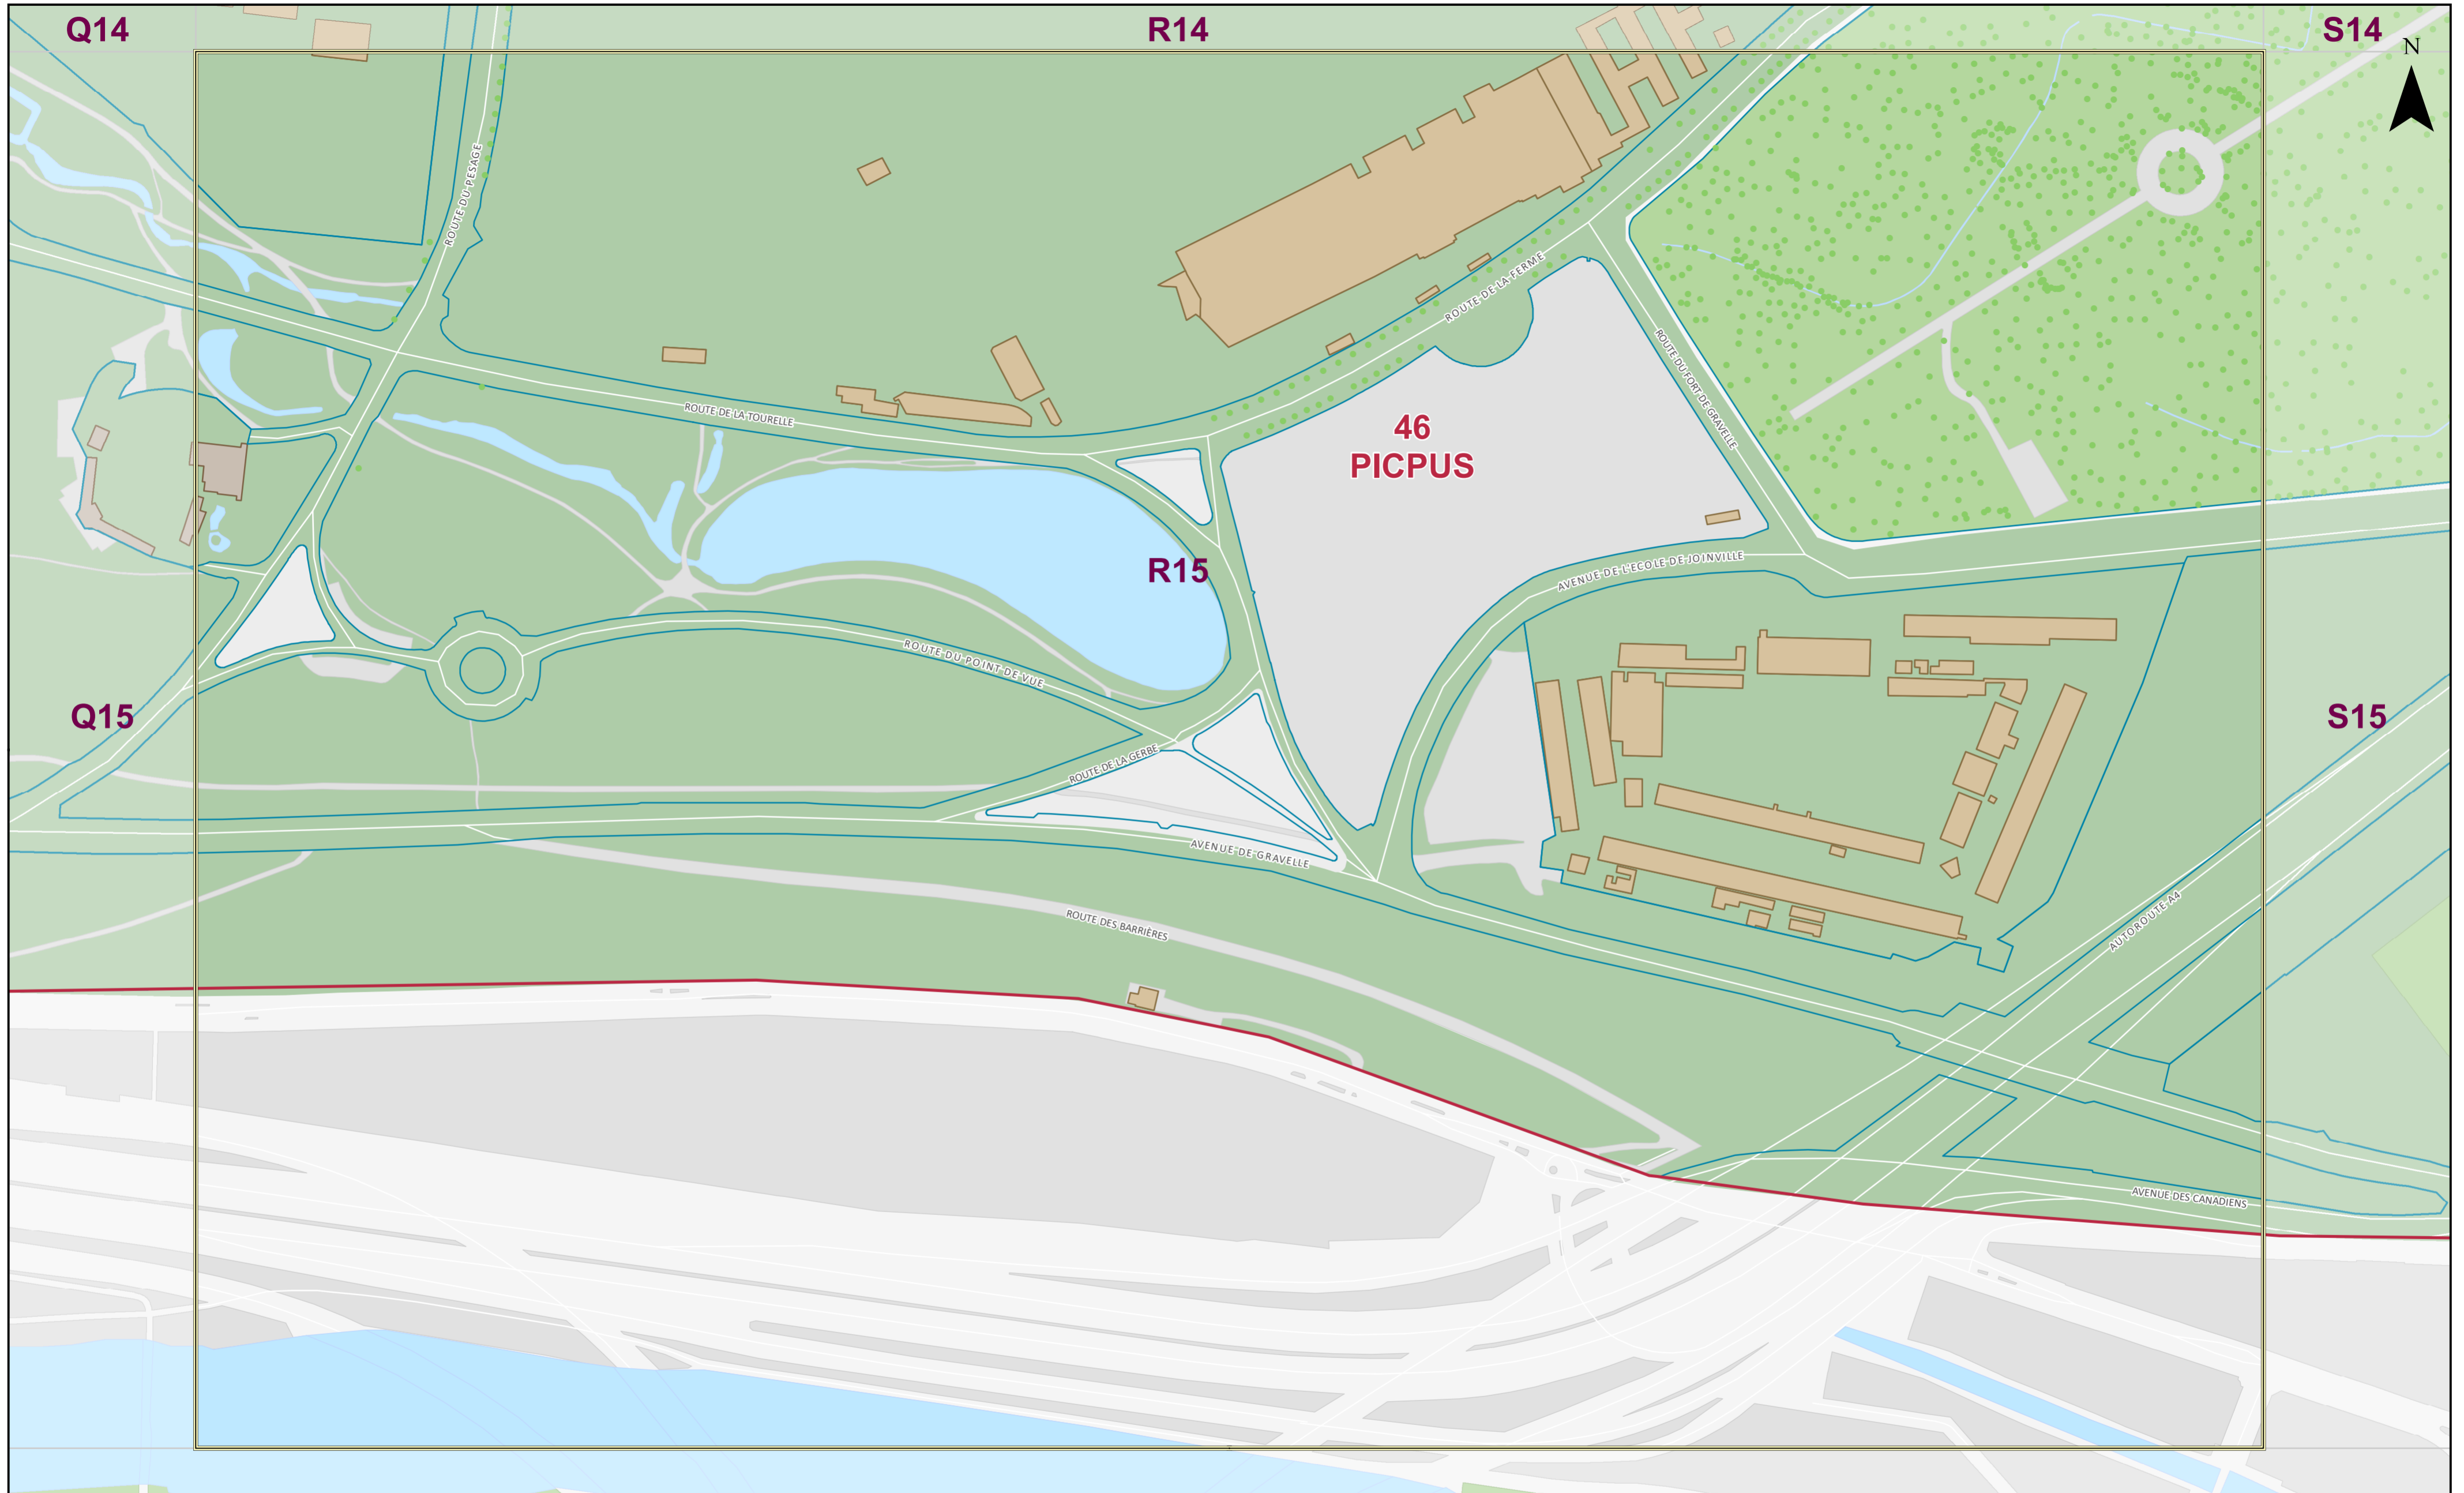 Q14
R14
S14
N
ROUTE DU PESAGE
ROUTE DE LA FERME
ROUTE DU FORT DE GRAVELLE
ROUTE DE LA TOURELLE
46
PICPUS
R15
AVENUE DE L'ECOLE DE JOINVILLE
ROUTE DU POINT DE VUE
Q15
S15
ROUTE DE LA GERBE
AVENUE DE GRAVELLE
ROUTE DES BARRIÈRES
AUTOROUTE A4
AVENUE DES CANADIENS